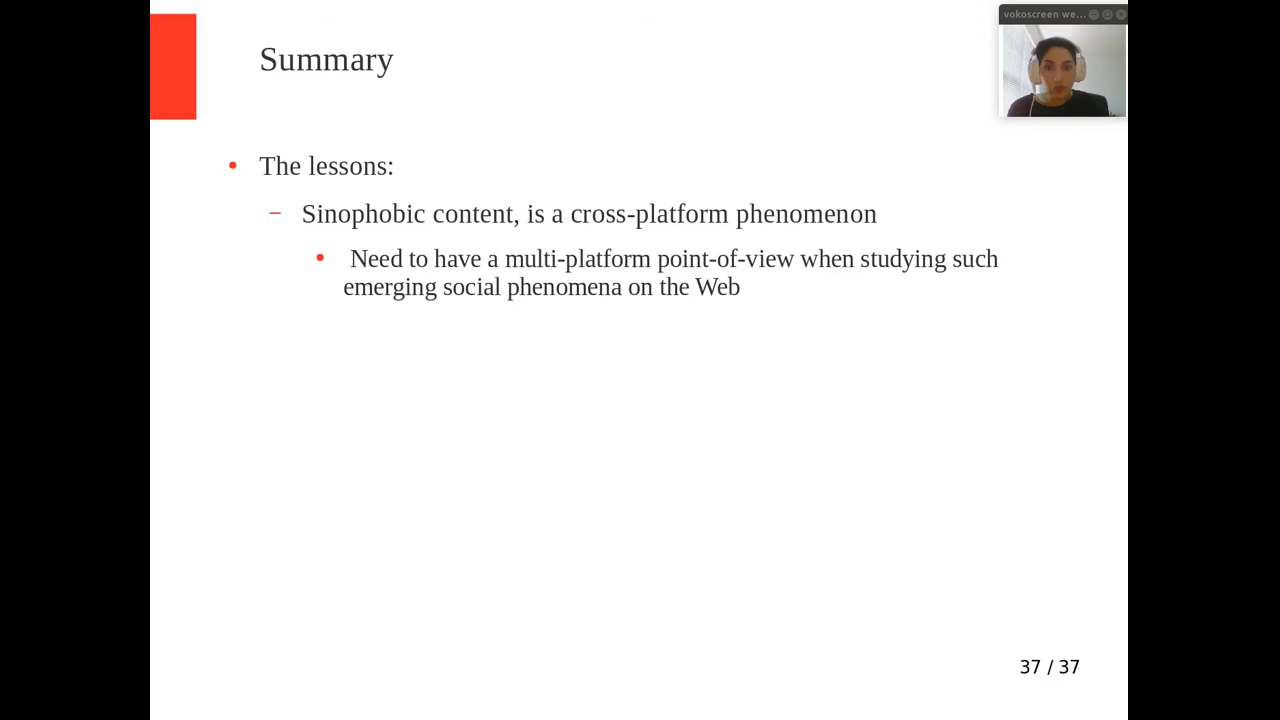 vokoscreen we...
Summary
The lessons:
Sinophobic content, is a cross-platform phenomenon
Need to have a multi-platform point-of-view when studying such
emerging social phenomena on the Web
37 / 37